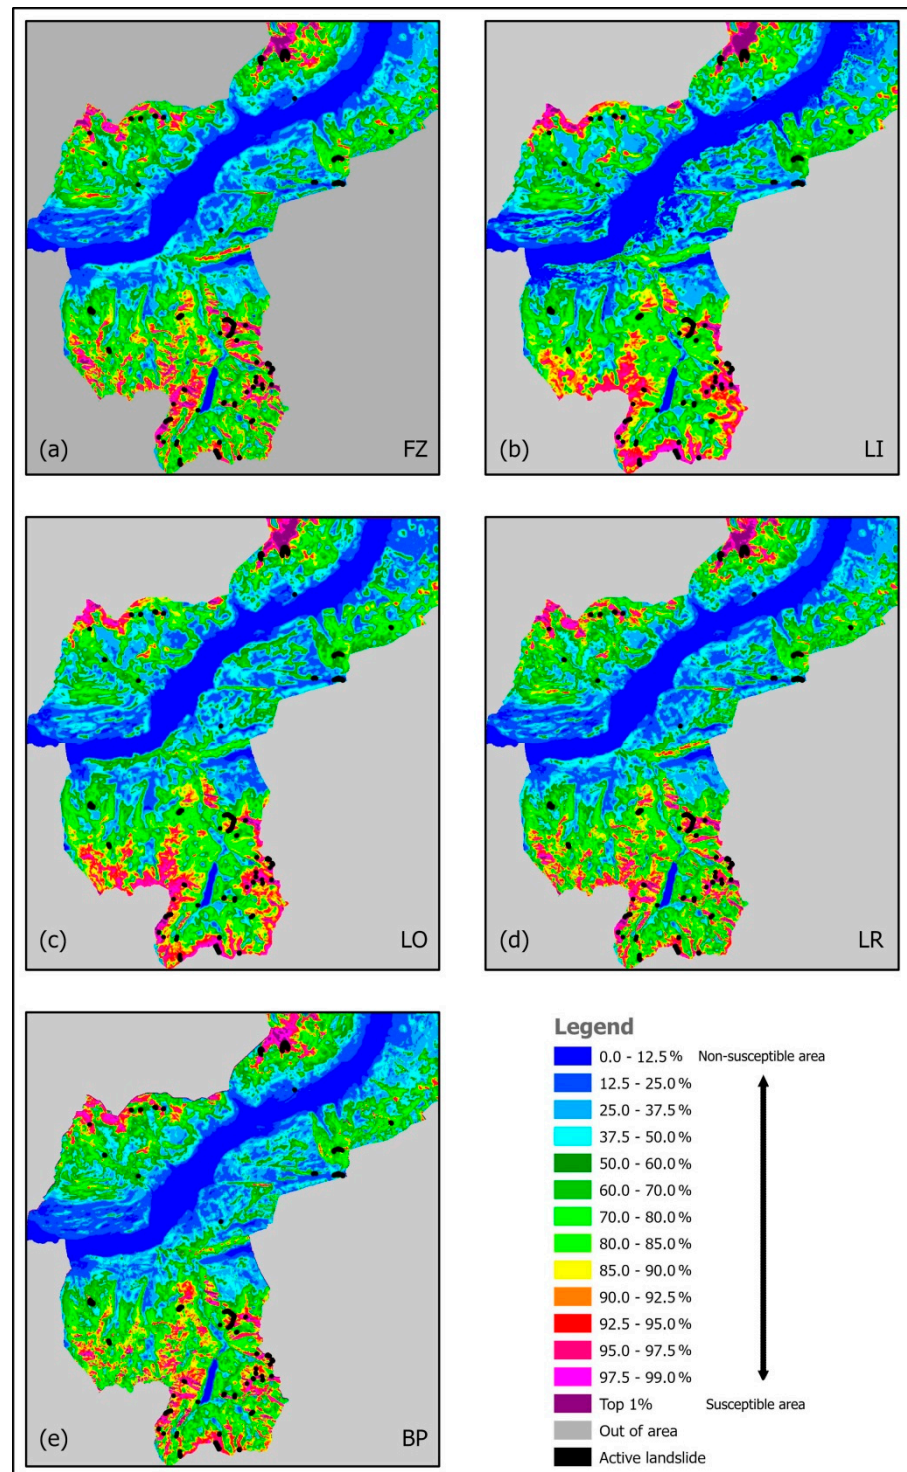 (a) FZ
(b) LI
(c) LO
(d) LR
(e) BP
Legend
0.0 - 12.5% Non-susceptible area
12.5 - 25.0 %
25.0 - 37.5 %
37.5 - 50.0 %
50.0 - 60.0 %
60.0 - 70.0 %
70.0 - 80.0 %
80.0 - 85.0 %
85.0 - 90.0 %
90.0 - 92.5 %
92.5 - 95.0 %
95.0 - 97.5 %
97.5 - 99.0 %
Top 1% Susceptible area
Out of area
Active landslide